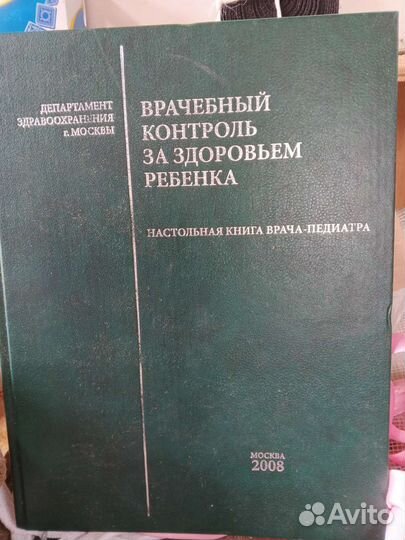 ДЕПАРТАМЕНТ
ЗДРАВООХРАНЕНИЯ
г. МОСКВЫ
ВРАЧЕБНЫЙ
КОНТРОЛЬ
ЗА ЗДОРОВЬЕМ
РЕБЕНКА
НАСТОЛЬНАЯ КНИГА ВРАЧА-ПЕДИАТРА
МОСКВА
2008
Avito